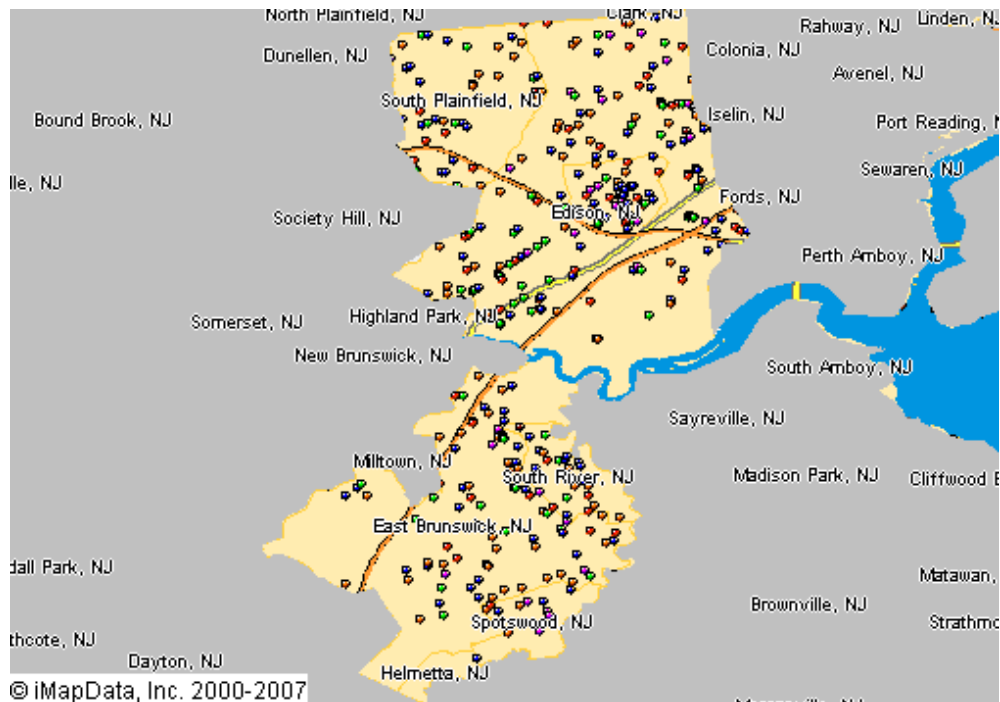 North Plainfield, NJ
Clark, NJ
Linden, NJ
Rahway, NJ
Dunellen, NJ
Colonia, NJ
Avenel, NJ
South Plainfield, NJ
Bound Brook, NJ
Iselin, NJ
Port Reading, N
lle, NJ
Sewaren, NJ
Fords, NJ
Society Hill, NJ
Edison, NJ
Perth Amboy, NJ
Somerset, NJ
Highland Park, NJ
New Brunswick, NJ
South Amboy, NJ
Sayreville, NJ
Milltown, NJ
South River, NJ
Madison Park, NJ
Cliffwood B
East Brunswick, NJ
dall Park, NJ
Matawan,
Brownville, NJ
Spotswood, NJ
Strathmo
thcote, NJ
Dayton, NJ
Helmetta, NJ
© iMapData, Inc. 2000-2007